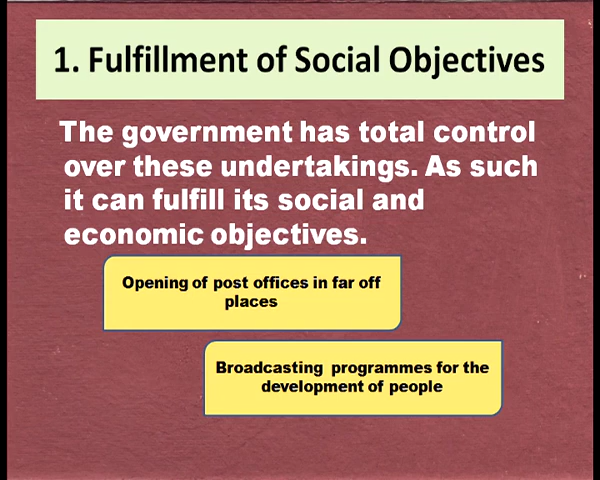 1. Fulfillment of Social Objectives
The government has total control
over these undertakings. As such
it can fulfill its social and
economic objectives.
Opening of post offices in far off
places
Broadcasting programmes for the
development of people